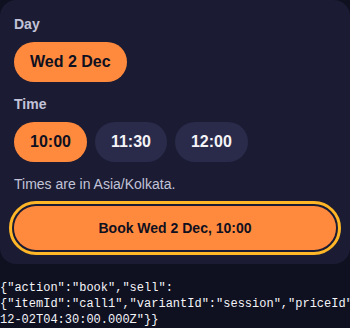 Day
Wed 2 Dec
Time
10:00 11:30 12:00
Times are in Asia/Kolkata.
Book Wed 2 Dec, 10:00
{"action":"book","sell":
{"itemId":"call1","variantId":"session","priceId"
12-02T04:30:00.000Z"}}